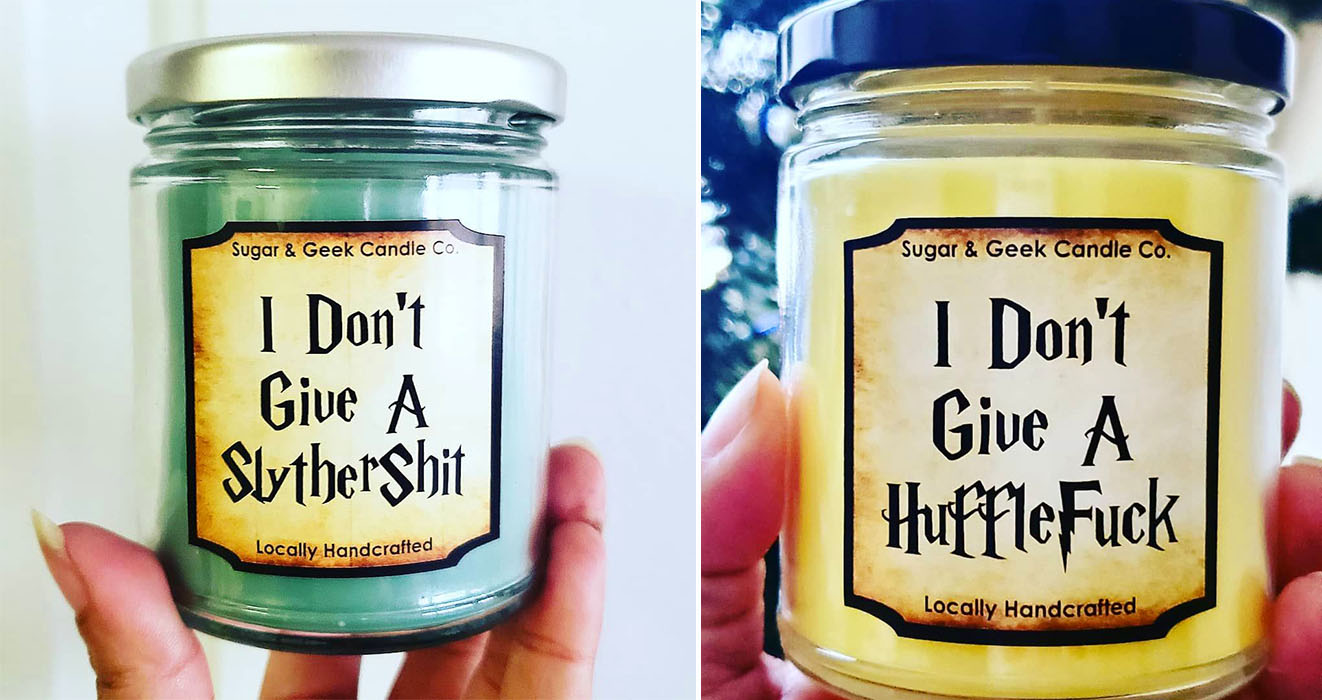 Sugar & Geek Candle Co.
I Don't
Give A
SlytherShit
Locally Handcrafted
Sugar & Geek Candle Co.
I Don't
Give A
HuffleFuck
Locally Handcrafted